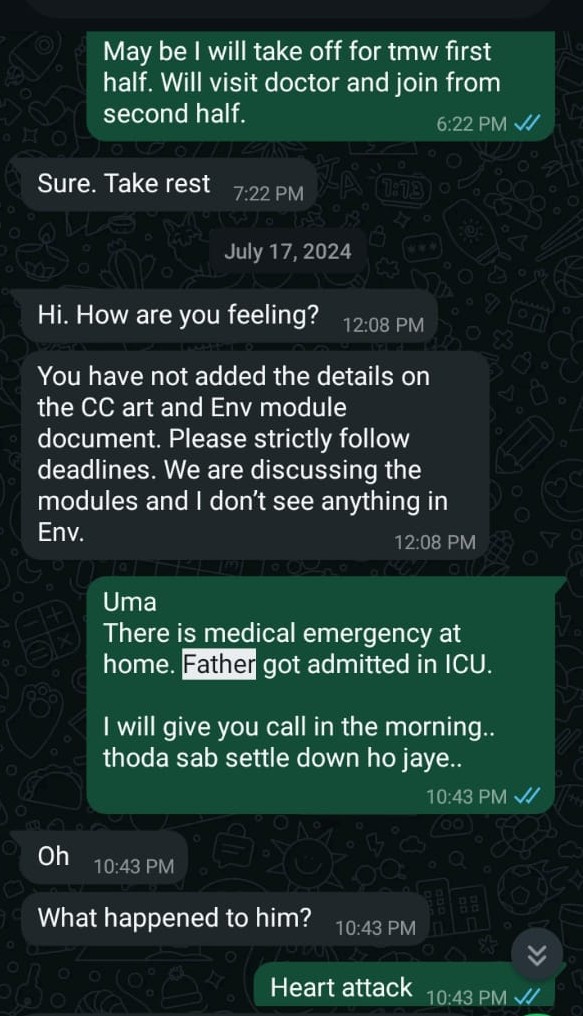 May be I will take off for tmw first
half. Will visit doctor and join from
second half.
6:22 PM
Sure. Take rest
7:22 PM
July 17, 2024
Hi. How are you feeling?
12:08 PM
You have not added the details on
the CC art and Env module
document. Please strictly follow
deadlines. We are discussing the
modules and I don't see anything in
Env.
12:08 PM
Uma
There is medical emergency at
home. Father got admitted in ICU.
I will give you call in the morning..
thoda sab settle down ho jaye..
10:43 PM
Oh
10:43 PM
What happened to him?
10:43 PM
Heart attack
10:43 PM